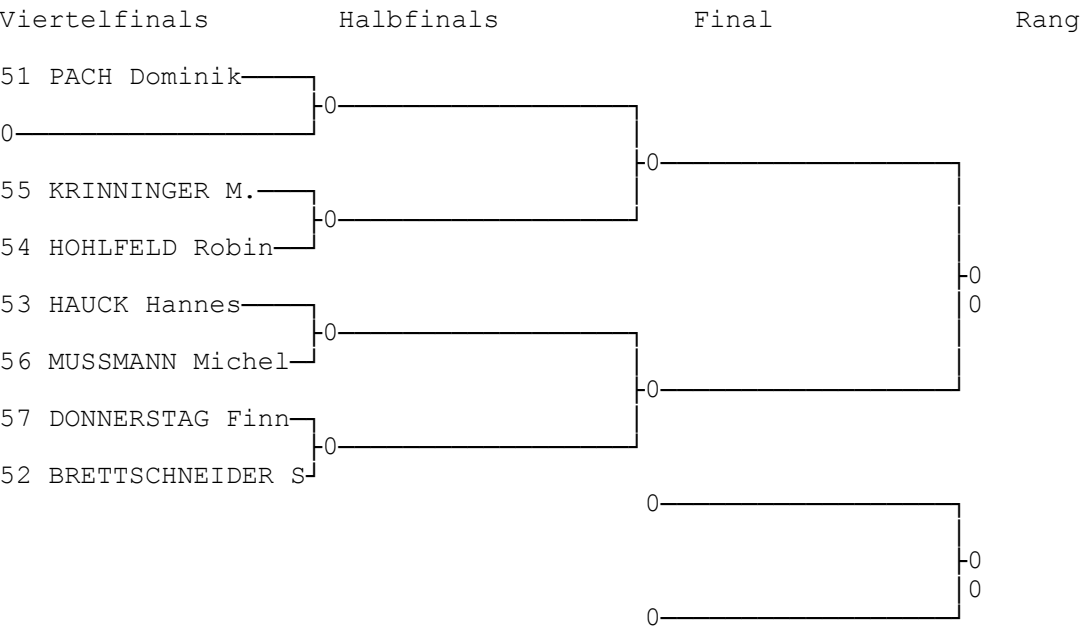 Viertelfinals Halbfinals Final Rang
51 PACH Dominik
0
0
0
55 KRINNINGER M.
0
54 HOHLFELD Robin
0
53 HAUCK Hannes
0
0
56 MUSSMANN Michel
0
57 DONNERSTAG Finn
0
52 BRETTSCHNEIDER S
0
0
0
0